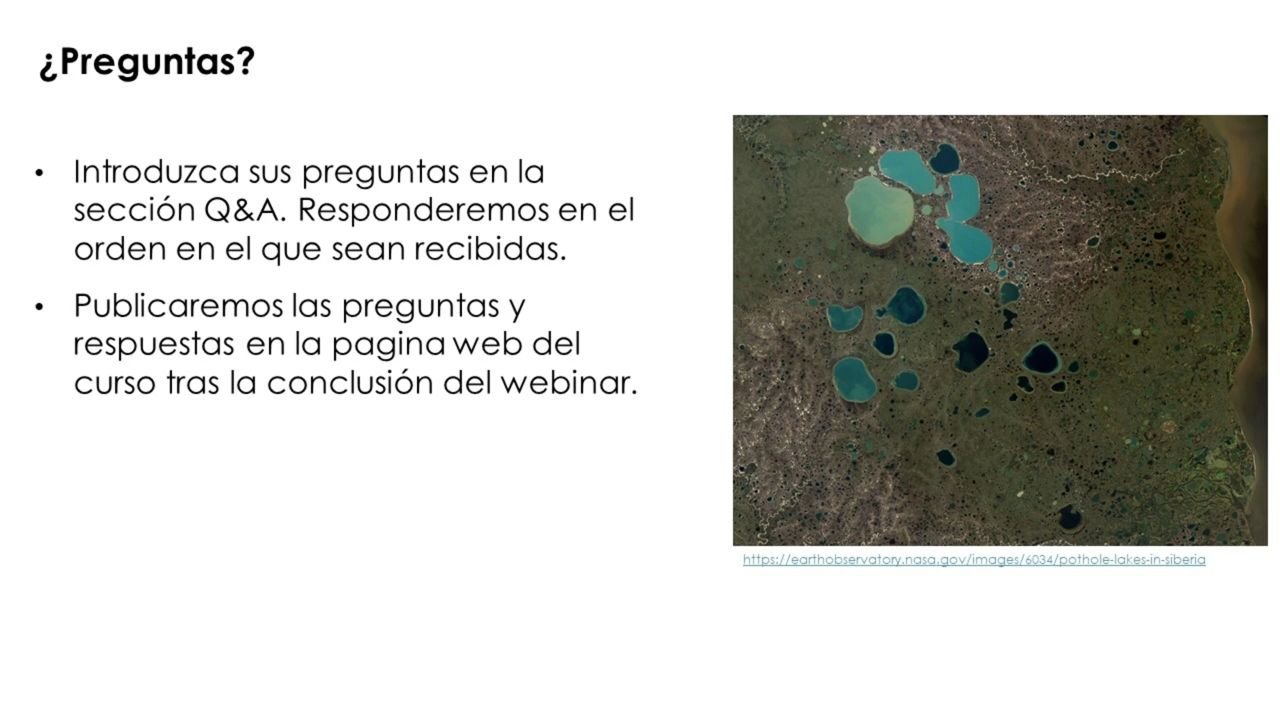 ¿Preguntas?
• Introduzca sus preguntas en la
sección Q&A. Responderemos en el
orden en el que sean recibidas.
• Publicaremos las preguntas y
respuestas en la pagina web del
curso tras la conclusión del webinar.
https://earthobservatory.nasa.gov/images/6034/pothole-lakes-in-siberia